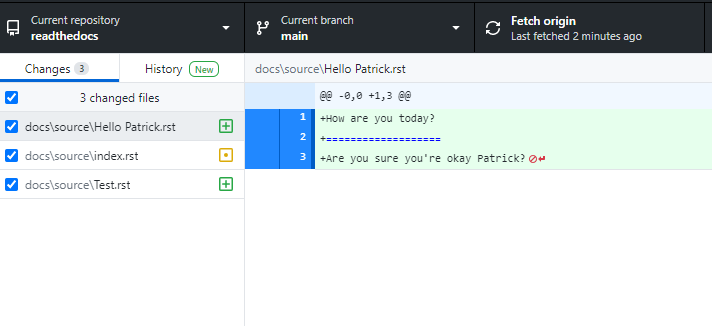 Current repository
readthedocs
Current branch
main
Fetch origin
Last fetched 2 minutes ago
Changes 3
History New
3 changed files
docs\source\Hello Patrick.rst
docs\source\index.rst
docs\source\Test.rst
docs\source\Hello Patrick.rst
@@ -0,0 +1,3 @@
1 +How are you today?
2 +===================
3 +Are you sure you're okay Patrick?